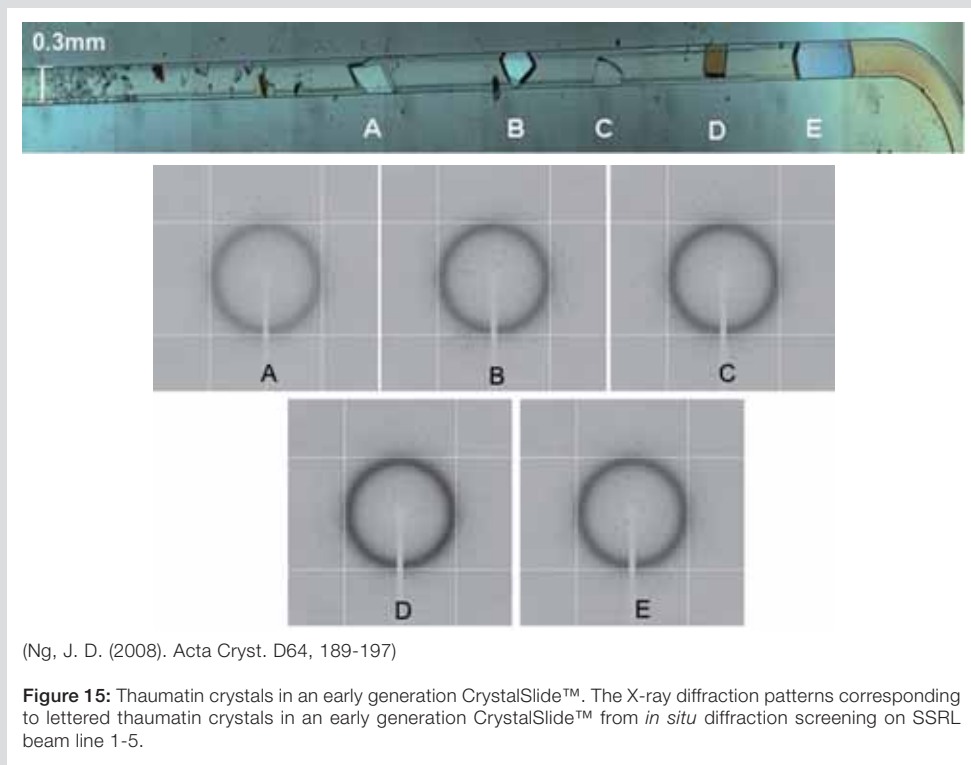 0.3mm
A B C D E
A B C
D E
(Ng, J. D. (2008). Acta Cryst. D64, 189-197)
Figure 15: Thaumatin crystals in an early generation CrystalSlide™. The X-ray diffraction patterns corresponding
to lettered thaumatin crystals in an early generation CrystalSlide™ from in situ diffraction screening on SSRL
beam line 1-5.